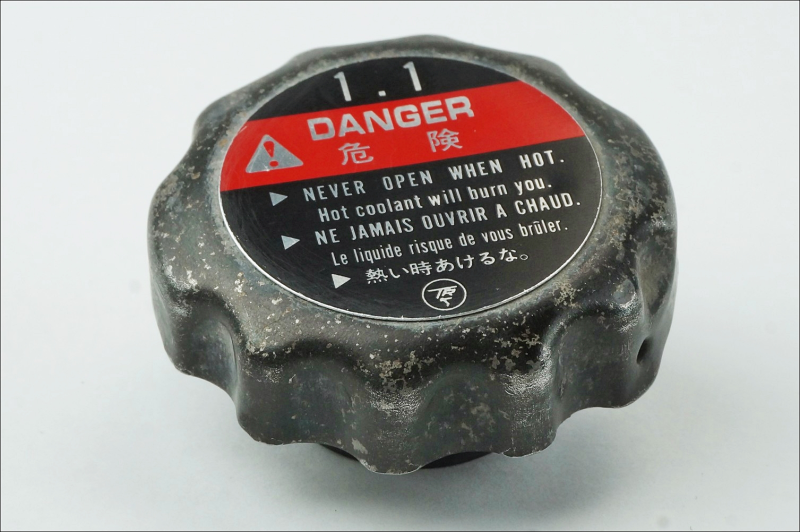 1.1
DANGER
危険
NEVER OPEN WHEN HOT.
Hot coolant will burn you.
NE JAMAIS OUVRIR A CHAUD.
Le liquide risque de vous brûler.
熱い時あけるな。